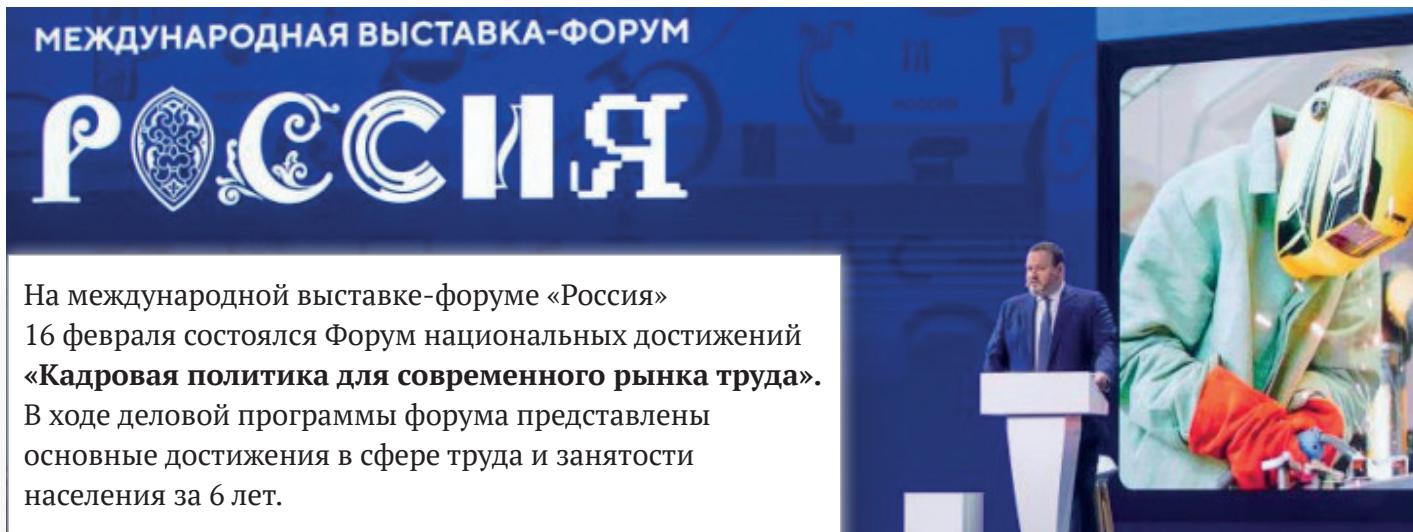 МЕЖДУНАРОДНАЯ ВЫСТАВКА-ФОРУМ
РОССИЯ
На международной выставке-форуме «Россия»
16 февраля состоялся Форум национальных достижений
«Кадровая политика для современного рынка труда».
В ходе деловой программы форума представлены
основные достижения в сфере труда и занятости
населения за 6 лет.